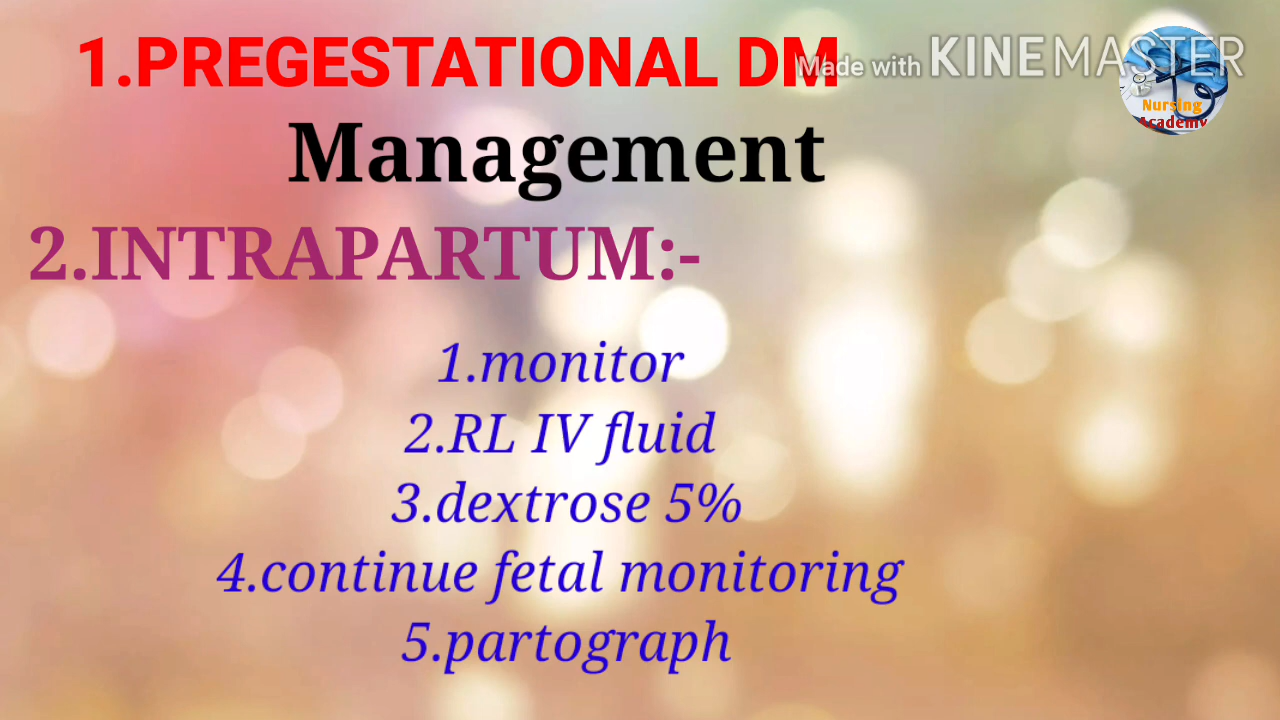 1.PREGESTATIONAL DM
Made with KINEMASTER
Nursing
Academy
Management
2.INTRAPARTUM:-
1.monitor
2.RL IV fluid
3.dextrose 5%
4.continue fetal monitoring
5.partograph